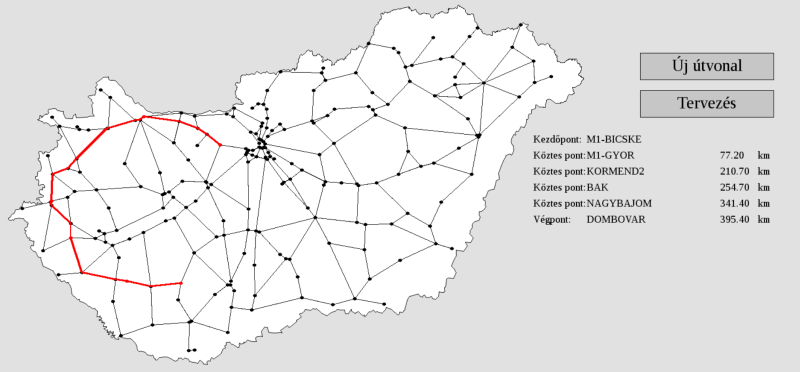 Új útvonal
Tervezés
Kezdőpont: M1-BICSKE
Köztes pont: M1-GYOR 77.20 km
Köztes pont: KORMEND2 210.70 km
Köztes pont: BAK 254.70 km
Köztes pont: NAGYBAJOM 341.40 km
Végpont: DOMBOVAR 395.40 km